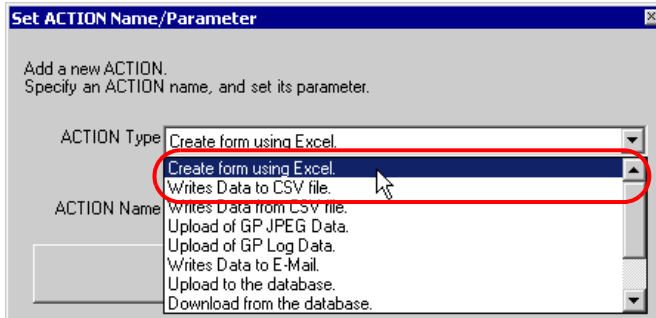 Set ACTION Name/Parameter
Add a new ACTION.
Specify an ACTION name, and set its parameter.
ACTION Type Create form using Excel.
Create form using Excel.
Writes Data to CSV file.
ACTION Name Writes Data from CSV file.
Upload of GP JPEG Data.
Upload of GP Log Data.
Writes Data to E-Mail.
Upload to the database.
Download from the database.